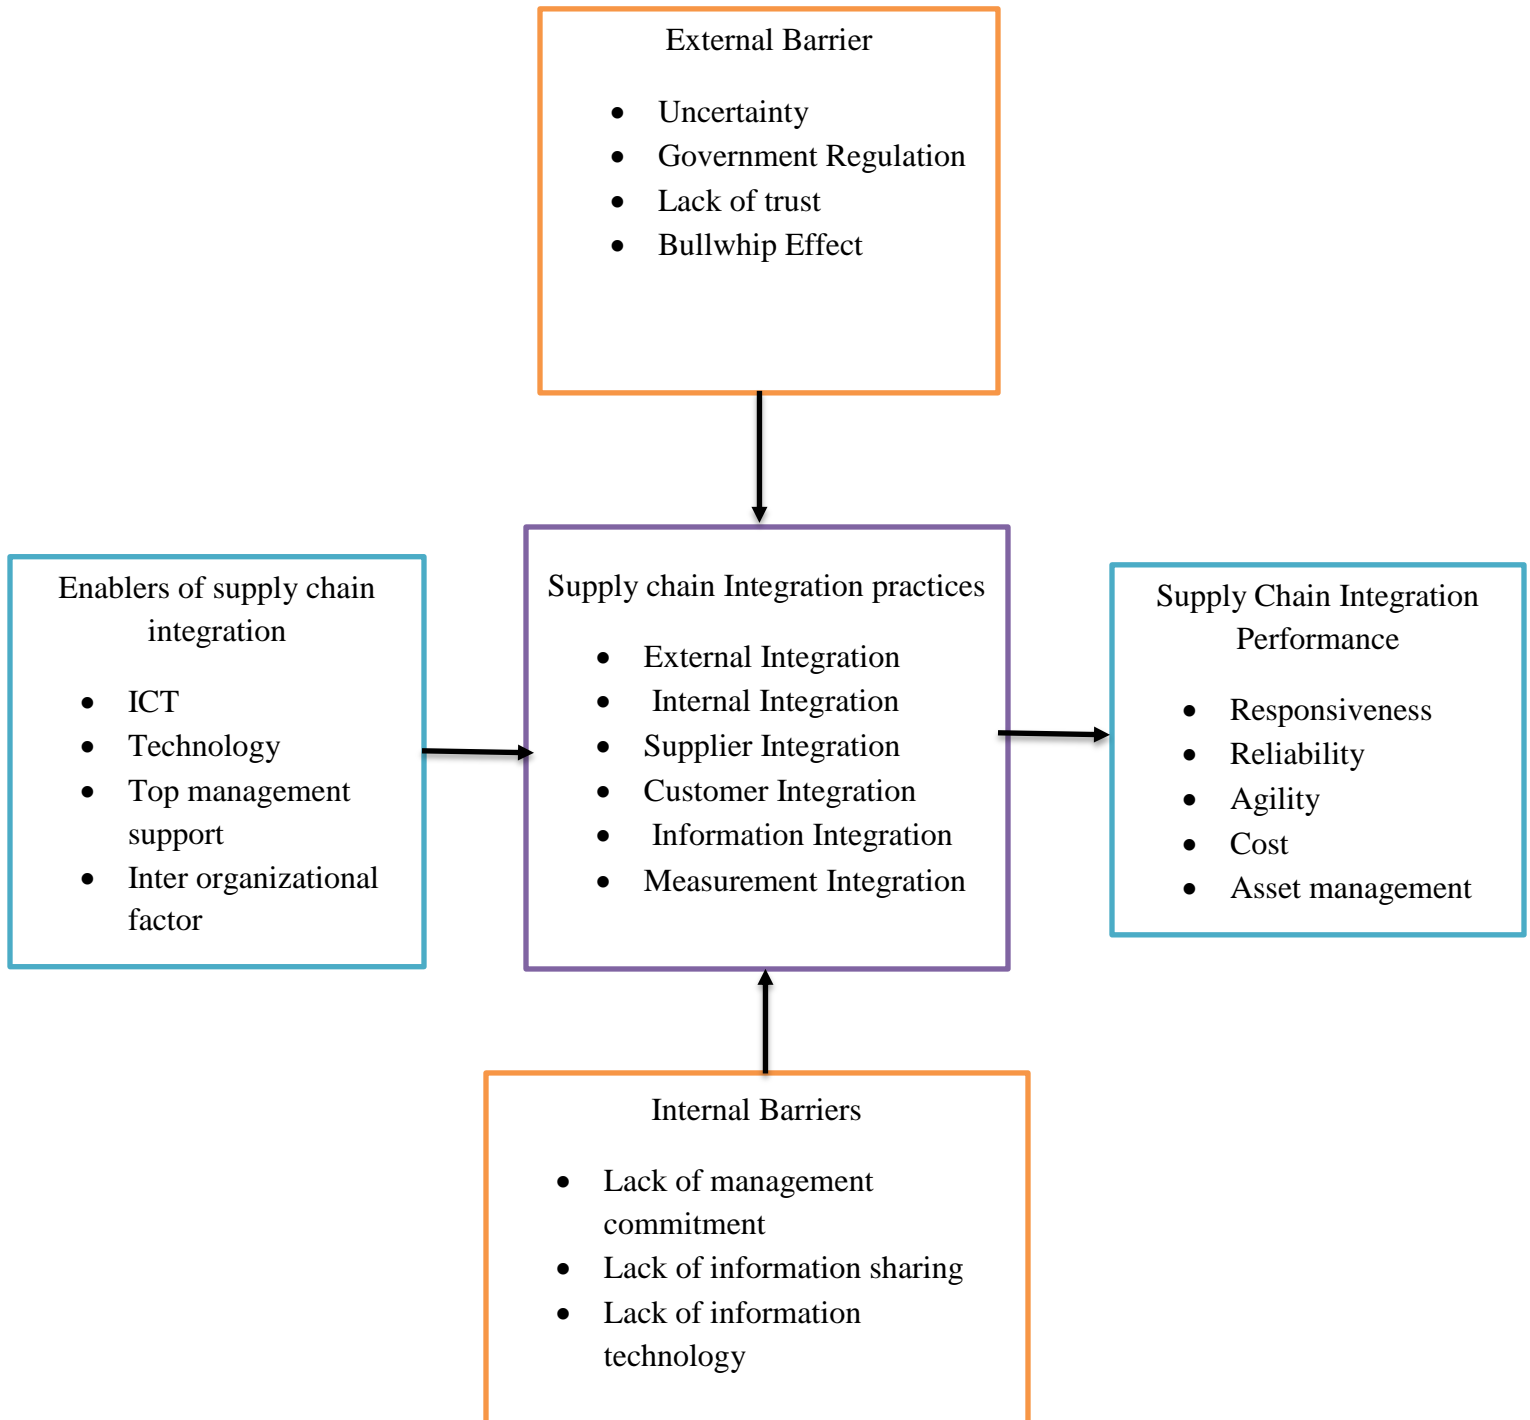 External Barrier
• Uncertainty
• Government Regulation
• Lack of trust
• Bullwhip Effect
Enablers of supply chain
integration
• ICT
• Technology
• Top management
support
• Inter organizational
factor
Supply chain Integration practices
• External Integration
• Internal Integration
• Supplier Integration
• Customer Integration
• Information Integration
• Measurement Integration
Supply Chain Integration
Performance
• Responsiveness
• Reliability
• Agility
• Cost
• Asset management
Internal Barriers
• Lack of management
commitment
• Lack of information sharing
• Lack of information
technology